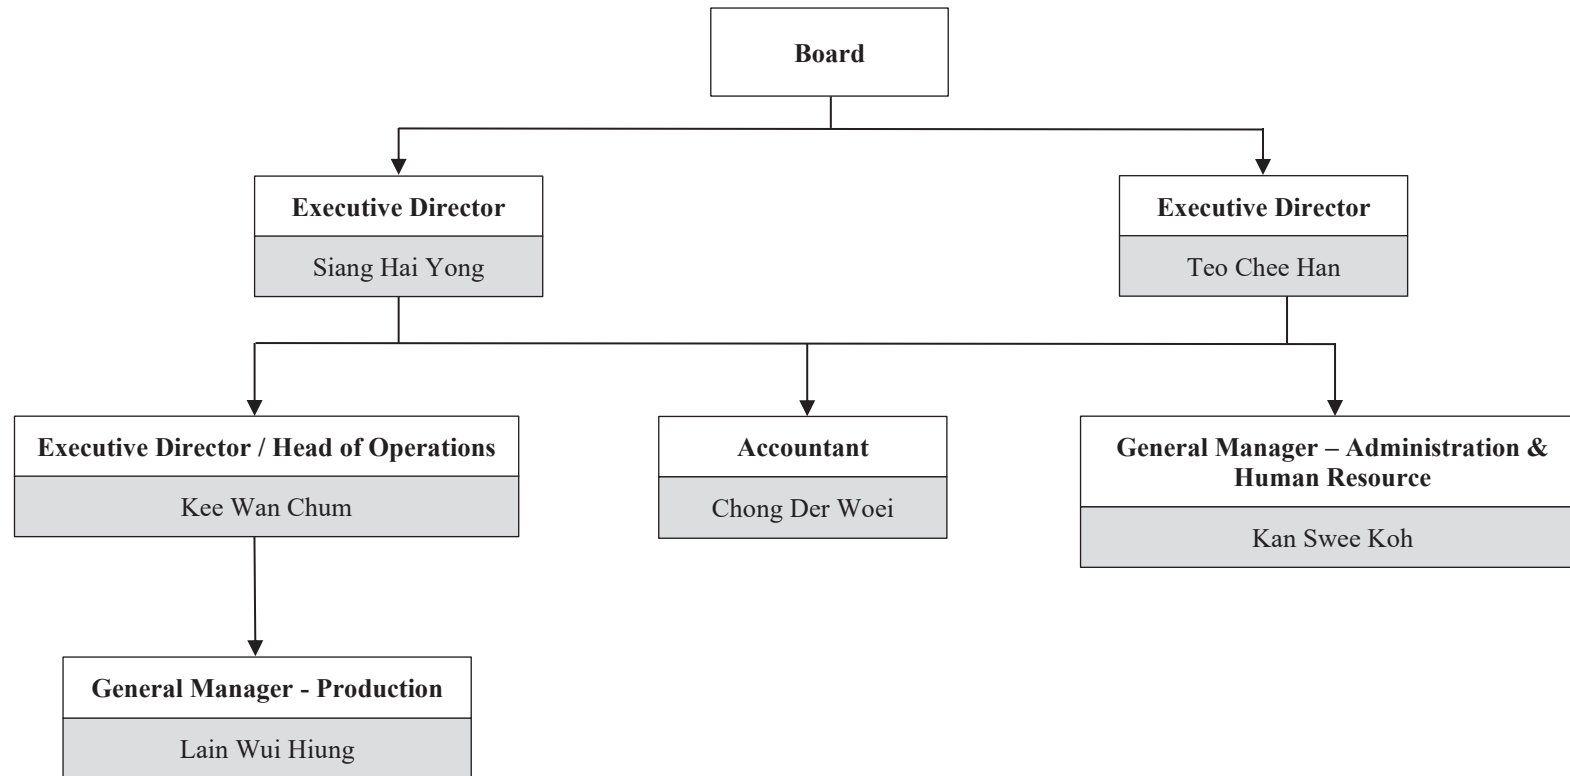 Board
Executive Director
Siang Hai Yong
Executive Director
Teo Chee Han
Executive Director / Head of Operations
Kee Wan Chum
Accountant
Chong Der Woei
General Manager – Administration &
Human Resource
Kan Swee Koh
General Manager - Production
Lain Wui Hiung